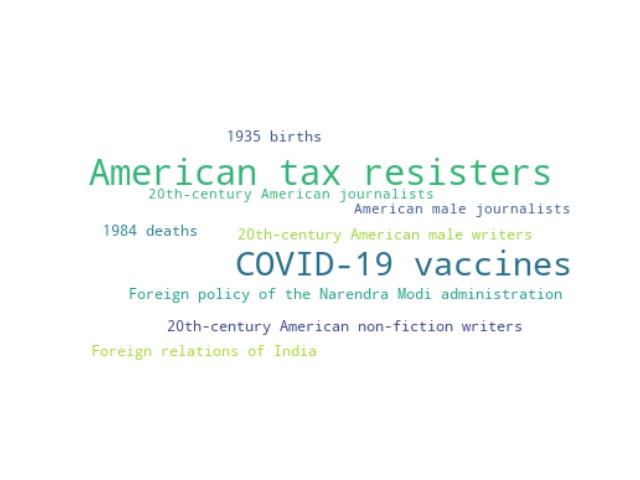 1935 births
American tax resisters
20th-century American journalists
American male journalists
1984 deaths
20th-century American male writers
COVID-19 vaccines
Foreign policy of the Narendra Modi administration
20th-century American non-fiction writers
Foreign relations of India